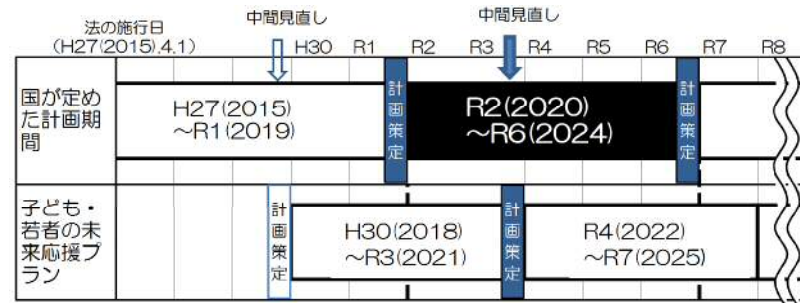 法の施行日
（H27(2015).4.1）
中間見直し
中間見直し
H30 R1 R2 R3 R4 R5 R6 R7 R8
国が定め
た計画期
間
H27(2015)
～R1(2019)
計画策定
R2(2020)
～R6(2024)
計画策定
子ども・
若者の未
来応援プ
ラン
計画策定
H30(2018)
～R3(2021)
計画策定
R4(2022)
～R7(2025)